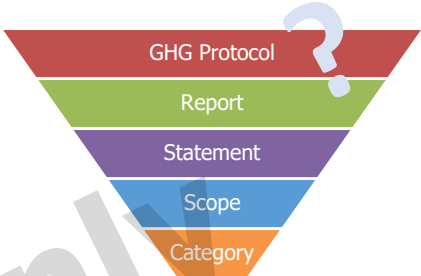 ?
GHG Protocol
Report
Statement
Scope
Category